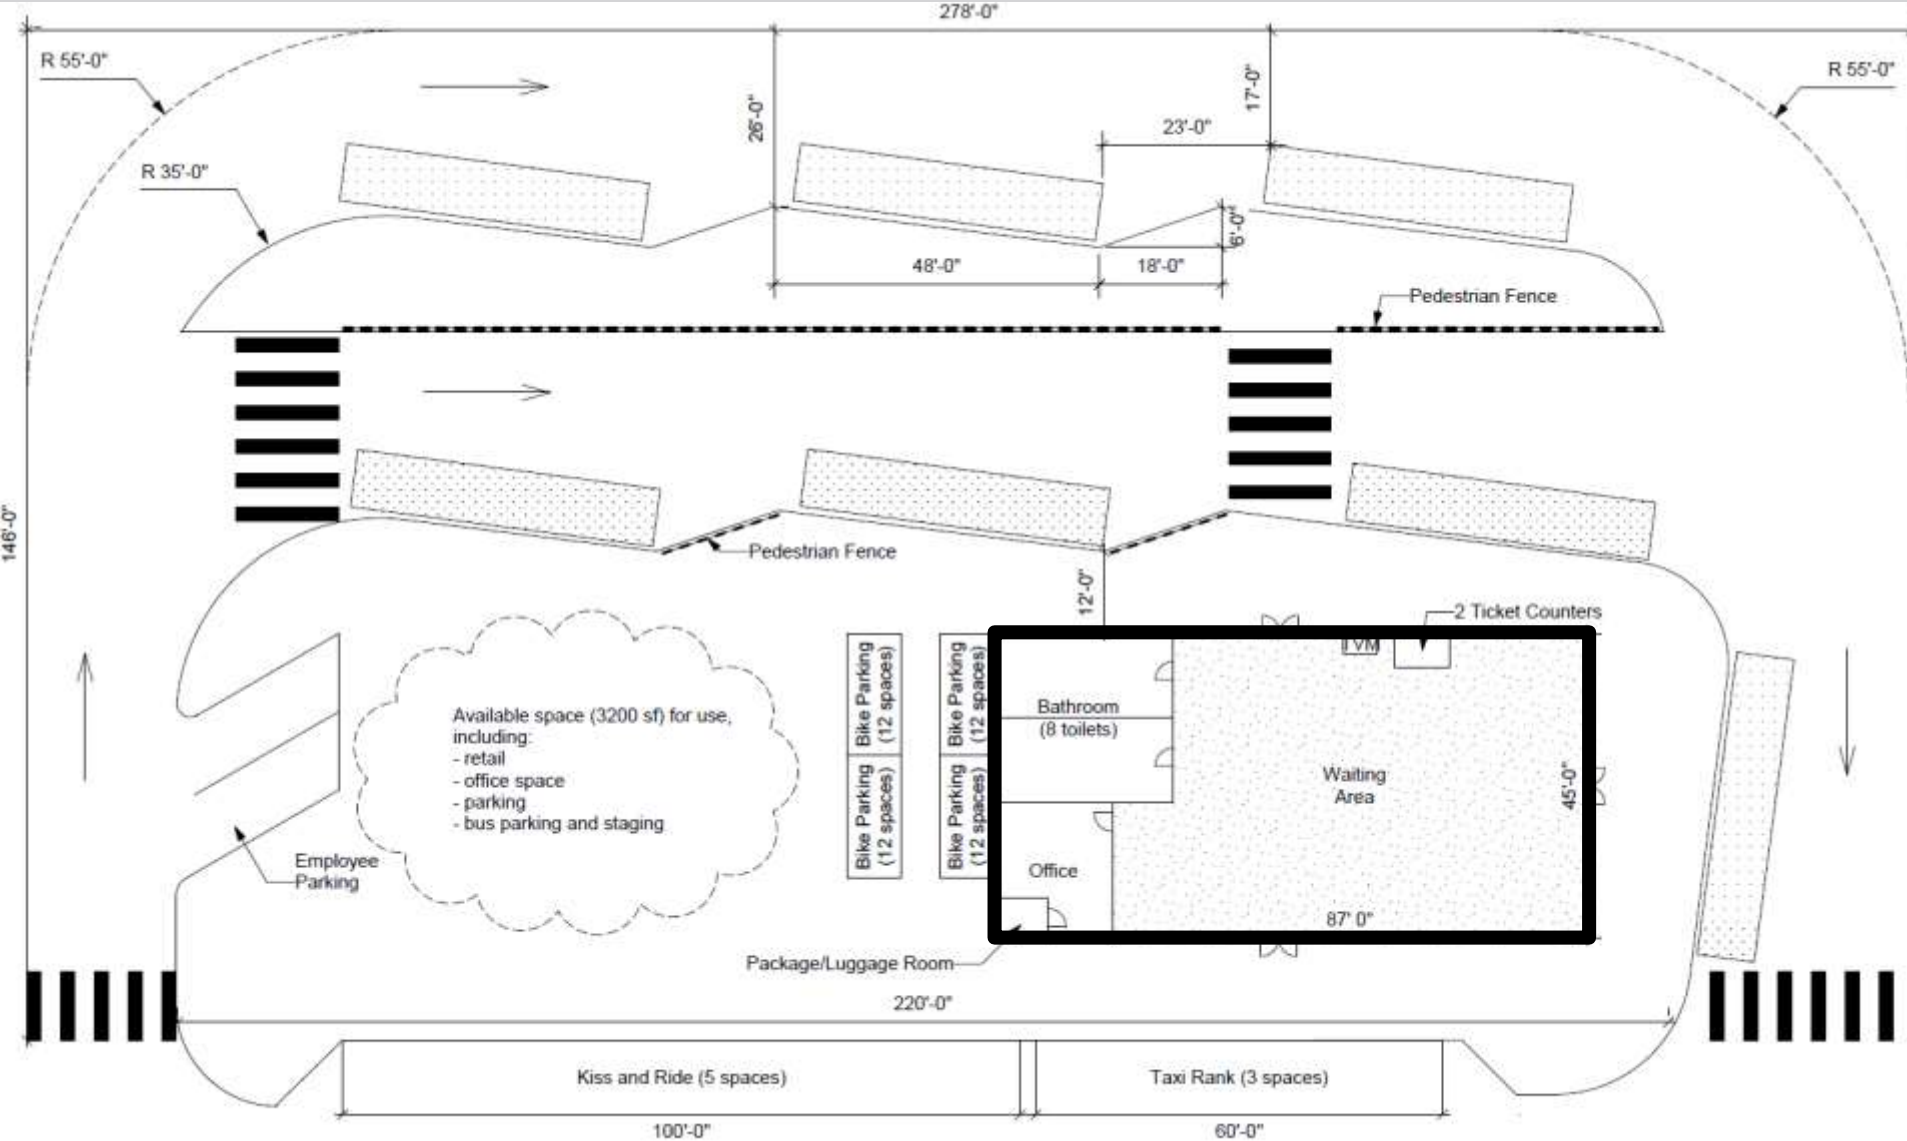 278'-0"
R 55'-0"
R 55'-0"
26'-0"
17'-0"
23'-0"
R 35'-0"
6'-0"
48'-0"
18'-0"
Pedestrian Fence
146'-0"
Pedestrian Fence
12'-0"
2 Ticket Counters
TVM
Bike Parking
(12 spaces)
Bike Parking
(12 spaces)
Bike Parking
(12 spaces)
Bike Parking
(12 spaces)
Bathroom
(8 toilets)
Available space (3200 sf) for use,
including:
- retail
- office space
- parking
- bus parking and staging
Waiting
Area
45'-0"
Employee
Parking
Office
87' 0"
Package/Luggage Room
220'-0"
Kiss and Ride (5 spaces)
Taxi Rank (3 spaces)
100'-0"
60'-0"